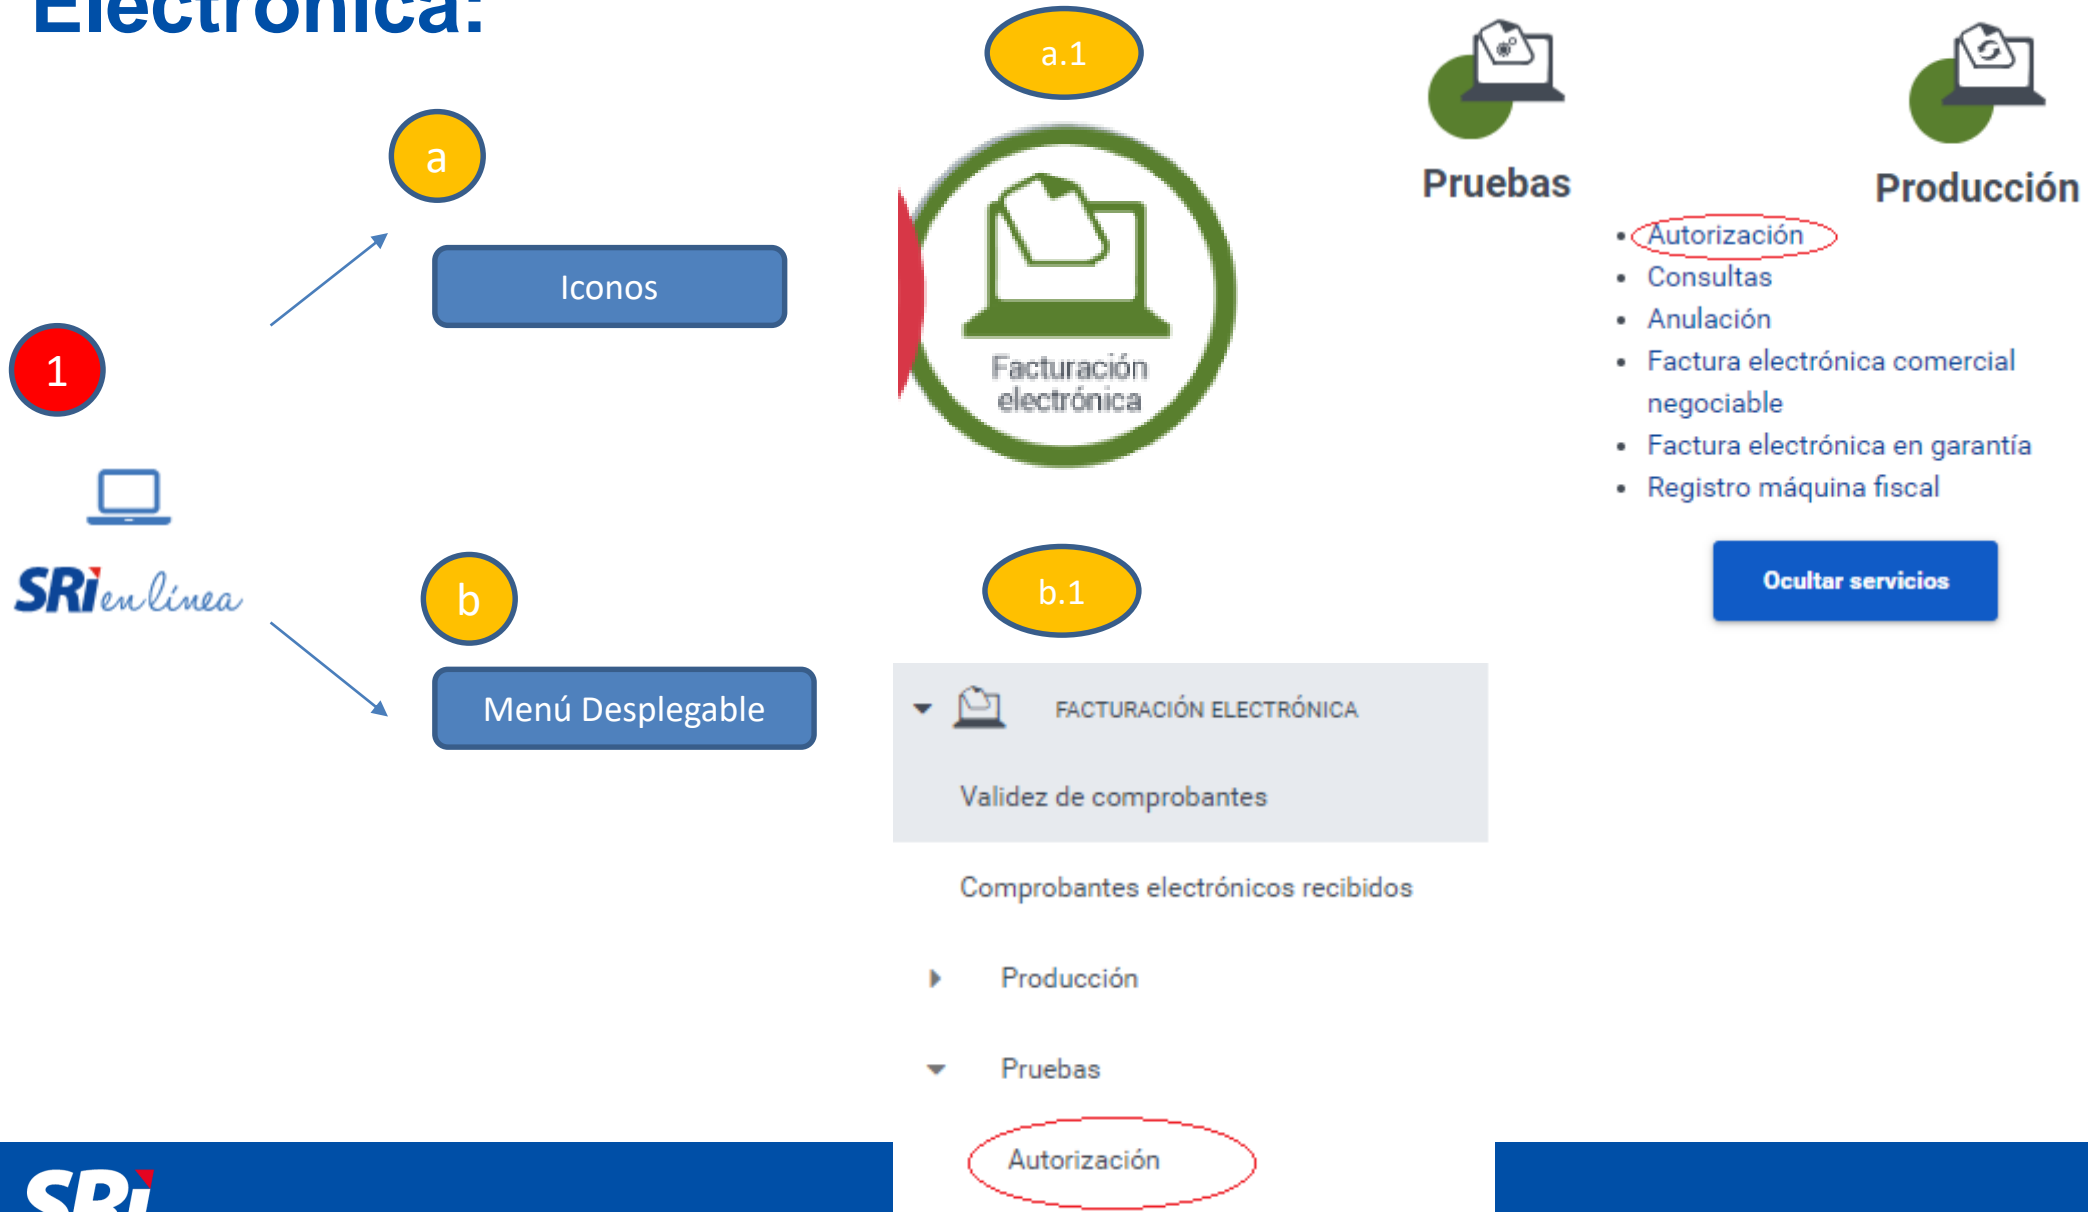 Electrónica:
1
SRi en línea
a
Iconos
b
Menú Desplegable
a.1
Facturación
electrónica
Pruebas
Producción
• Autorización
• Consultas
• Anulación
• Factura electrónica comercial
negociable
• Factura electrónica en garantía
• Registro máquina fiscal
Ocultar servicios
b.1
FACTURACIÓN ELECTRÓNICA
Validez de comprobantes
Comprobantes electrónicos recibidos
Producción
Pruebas
Autorización
SRi